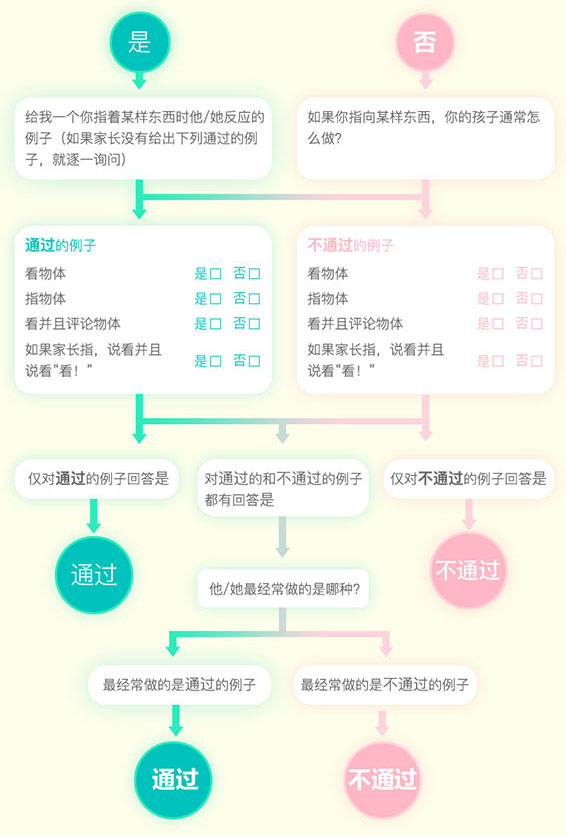 是
否
给我一个你指着某样东西时他/她反应的
例子（如果家长没有给出下列通过的例
子，就逐一询问）
如果你指向某样东西，你的孩子通常怎
么做？
通过的例子
看物体 是□ 否□
指物体 是□ 否□
看并且评论物体 是□ 否□
如果家长指，说看并且
说看“看！” 是□ 否□
不通过的例子
看物体 是□ 否□
指物体 是□ 否□
看并且评论物体 是□ 否□
如果家长指，说看并且
说看“看！” 是□ 否□
仅对通过的例子回答是
对通过的和不通过的例子
都有回答是
仅对不通过的例子回答是
通过
不通过
他/她最经常做的是哪种？
最经常做的是通过的例子
最经常做的是不通过的例子
通过
不通过